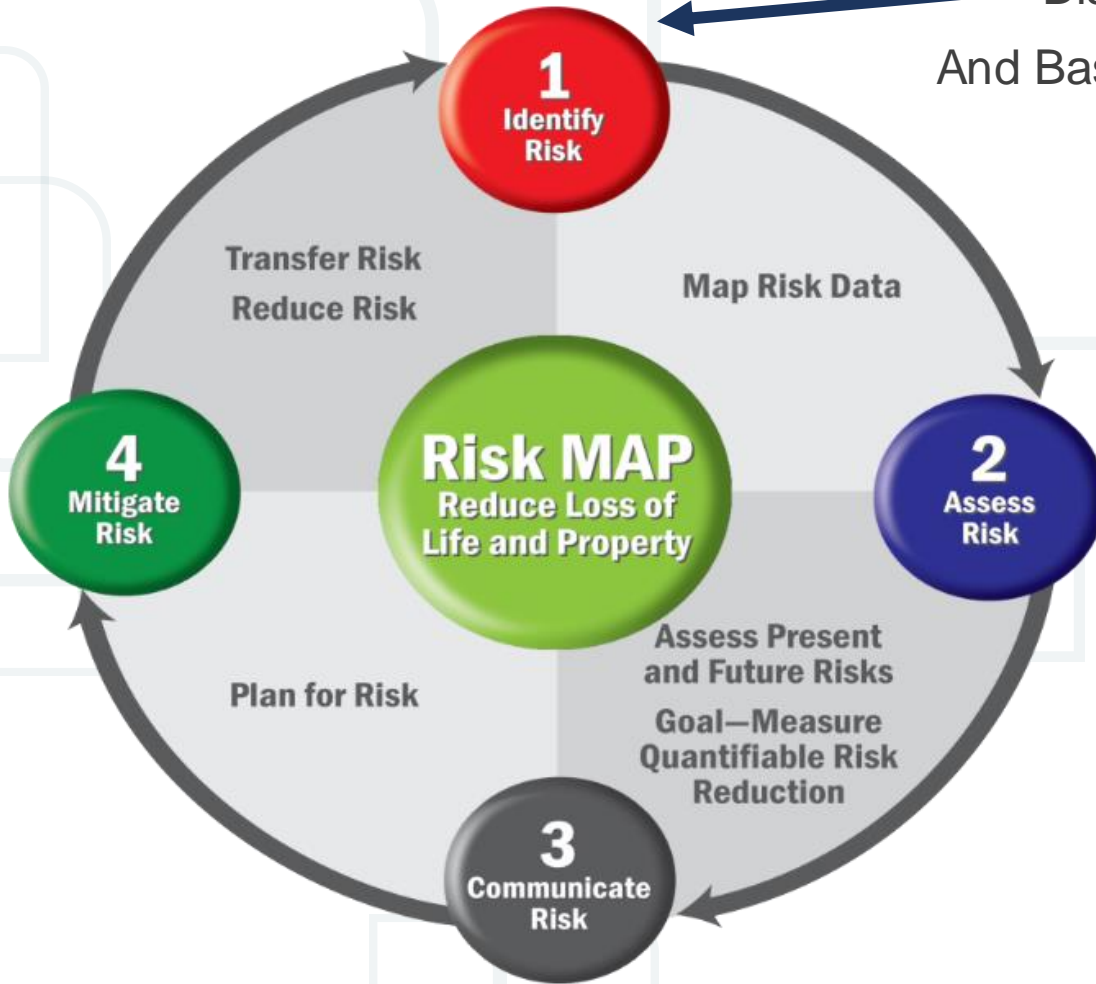 And
1
Identify
Risk
Transfer Risk
Reduce Risk
Map Risk Data
Risk MAP
Reduce Loss of
Life and Property
4
Mitigate
Risk
2
Assess
Risk
Assess Present
and Future Risks
Goal—Measure
Quantifiable Risk
Reduction
Plan for Risk
3
Communicate
Risk